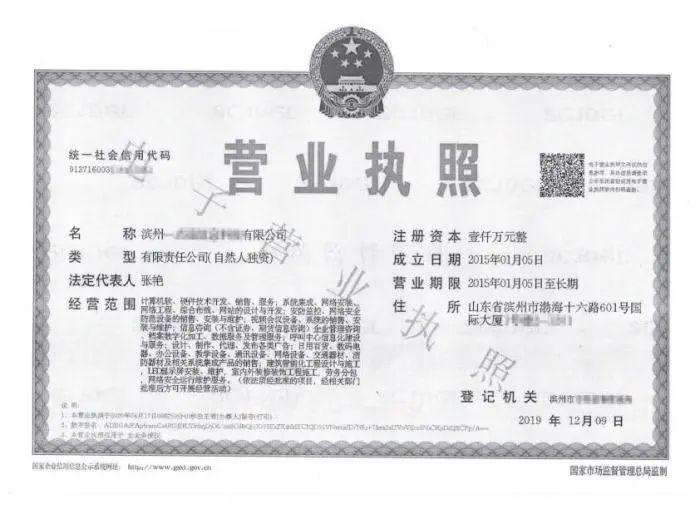 统一社会信用代码
912716003
营业执照
名 称 滨州 有限公司
类 型 有限责任公司(自然人独资)
法定代表人 张艳
经营范围 计算机软、硬件技术开发、销售、服务;系统集成、网络安装、
网络工程、综合布线、网站的设计与开发;安防监控、网络安全
防范设备的销售、安装与维护;视频会议设备、系统的销售、安
装与维护;信息咨询(不含证券、期货信息咨询)企业管理咨询
、档案数字化加工、数据服务及管理服务;呼叫中心信息化建设
与服务;设计、制作、代理、发布各类广告;日用百货、数码电
器、办公设备、教学设备、通讯设备、网络设备、交通器材、消
防器材及相关系统集成产品的销售;建筑智能化工程设计与施工
、LED显示屏安装、维护,室内外装修装饰工程施工,劳务分包
,网络安全运行维护服务。(依法须经批准的项目,经相关部门
批准后方可开展经营活动)
注册资本 壹仟万元整
成立日期 2015年01月05日
营业期限 2015年01月05日至长期
住 所 山东省滨州市渤海十六路601号国
际大厦
登记机关 滨州市
2019 年 12月09 日
电子营业执照
说明:
国家企业信用信息公示系统网址: http://www.gsxt.gov.cn
国家市场监督管理总局监制